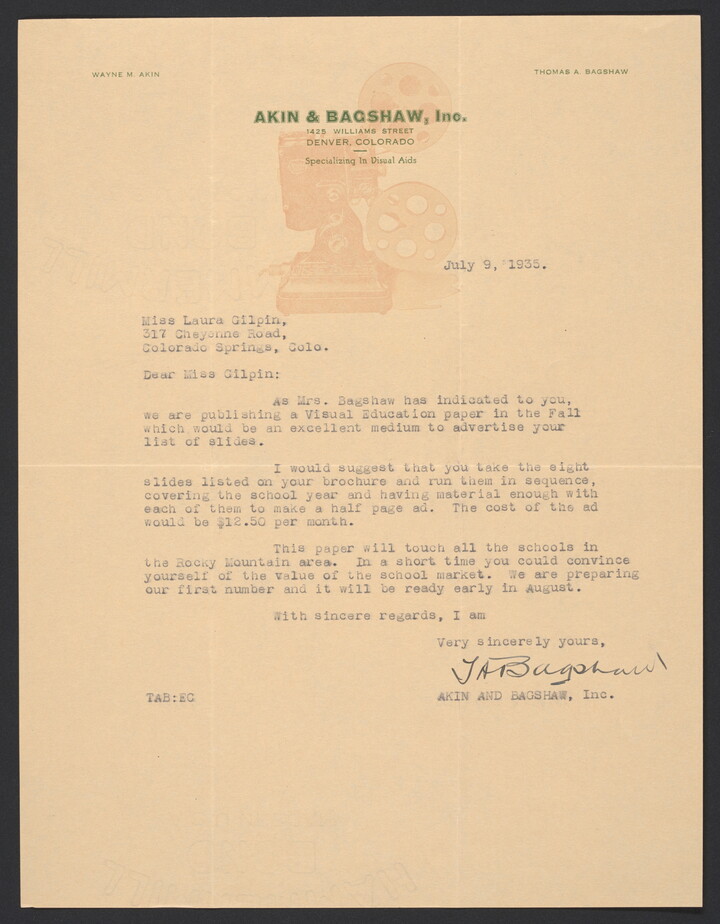 WAYNE M. AKIN
THOMAS A. BAGSHAW
AKIN & BAGSHAW, Inc.
1425 WILLIAMS STREET
DENVER, COLORADO
Specializing In Visual Aids
July 9, 1935.
Miss Laura Gilpin,
317 Cheyenne Road,
Colorado Springs, Colo.
Dear Miss Gilpin:
As Mrs. Bagshaw has indicated to you,
we are publishing a Visual Education paper in the Fall
which would be an excellent medium to advertise your
list of slides.
I would suggest that you take the eight
slides listed on your brochure and run them in sequence,
covering the school year and having material enough with
each of them to make a half page ad. The cost of the ad
would be $12.50 per month.
This paper will touch all the schools in
the Rocky Mountain area. In a short time you could convince
yourself of the value of the school market. We are preparing
our first number and it will be ready early in August.
With sincere regards, I am
Very sincerely yours,
TABagshaw
TAB:EC
AKIN AND BAGSHAW, Inc.